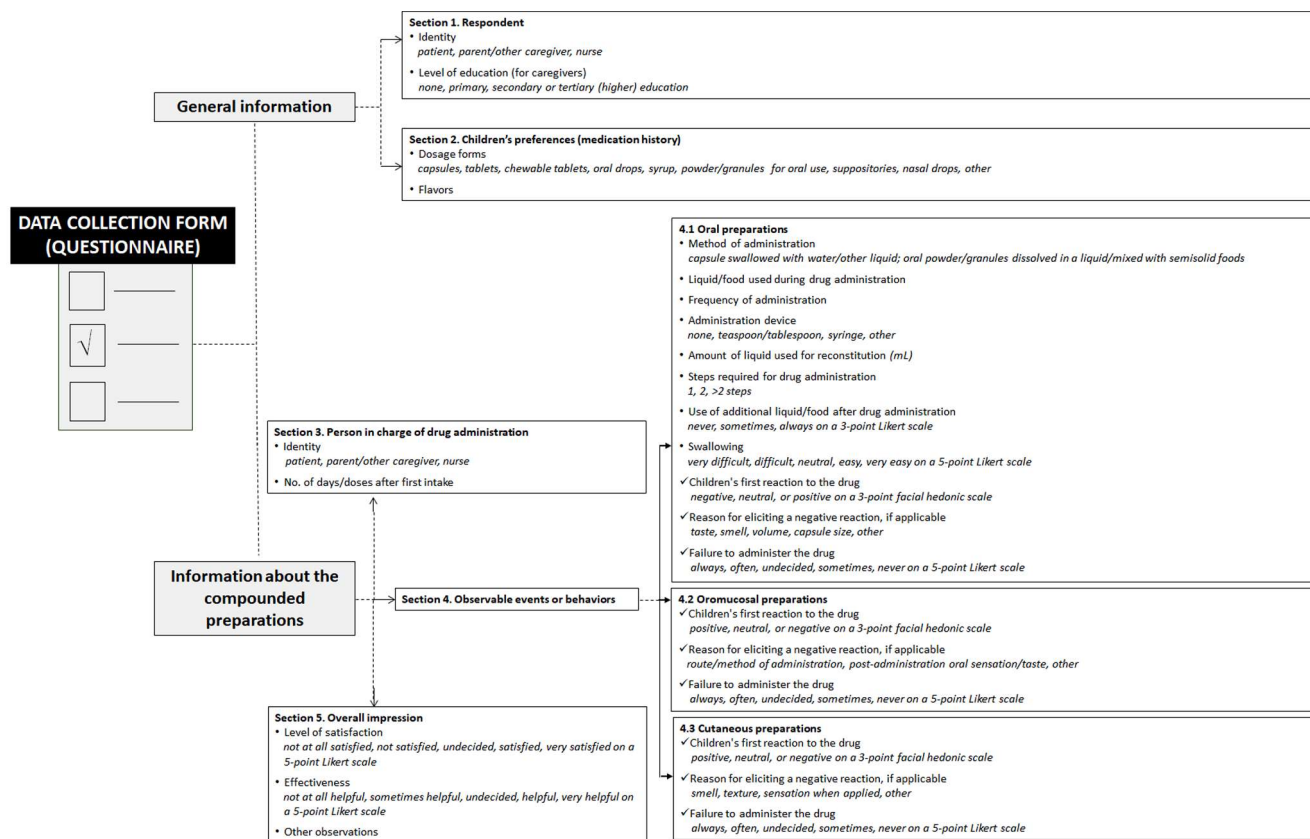 DATA COLLECTION FORM
(QUESTIONNAIRE)
√
General information
Section 1. Respondent
• Identity
patient, parent/other caregiver, nurse
• Level of education (for caregivers)
none, primary, secondary or tertiary (higher) education
Section 2. Children's preferences (medication history)
• Dosage forms
capsules, tablets, chewable tablets, oral drops, syrup, powder/granules for oral use, suppositories, nasal drops, other
• Flavors
Information about the
compounded
preparations
Section 3. Person in charge of drug administration
• Identity
patient, parent/other caregiver, nurse
• No. of days/doses after first intake
Section 4. Observable events or behaviors
4.1 Oral preparations
• Method of administration
capsule swallowed with water/other liquid; oral powder/granules dissolved in a liquid/mixed with semisolid foods
• Liquid/food used during drug administration
• Frequency of administration
• Administration device
none, teaspoon/tablespoon, syringe, other
• Amount of liquid used for reconstitution (mL)
• Steps required for drug administration
1, 2, >2 steps
• Use of additional liquid/food after drug administration
never, sometimes, always on a 3-point Likert scale
• Swallowing
very difficult, difficult, neutral, easy, very easy on a 5-point Likert scale
✓Children's first reaction to the drug
negative, neutral, or positive on a 3-point facial hedonic scale
✓Reason for eliciting a negative reaction, if applicable
taste, smell, volume, capsule size, other
✓Failure to administer the drug
always, often, undecided, sometimes, never on a 5-point Likert scale
4.2 Oromucosal preparations
✓Children's first reaction to the drug
positive, neutral, or negative on a 3-point facial hedonic scale
✓Reason for eliciting a negative reaction, if applicable
route/method of administration, post-administration oral sensation/taste, other
✓Failure to administer the drug
always, often, undecided, sometimes, never on a 5-point Likert scale
4.3 Cutaneous preparations
✓Children's first reaction to the drug
positive, neutral, or negative on a 3-point facial hedonic scale
✓Reason for eliciting a negative reaction, if applicable
smell, texture, sensation when applied, other
✓Failure to administer the drug
always, often, undecided, sometimes, never on a 5-point Likert scale
Section 5. Overall impression
• Level of satisfaction
not at all satisfied, not satisfied, undecided, satisfied, very satisfied on a
5-point Likert scale
• Effectiveness
not at all helpful, sometimes helpful, undecided, helpful, very helpful on
a 5-point Likert scale
• Other observations